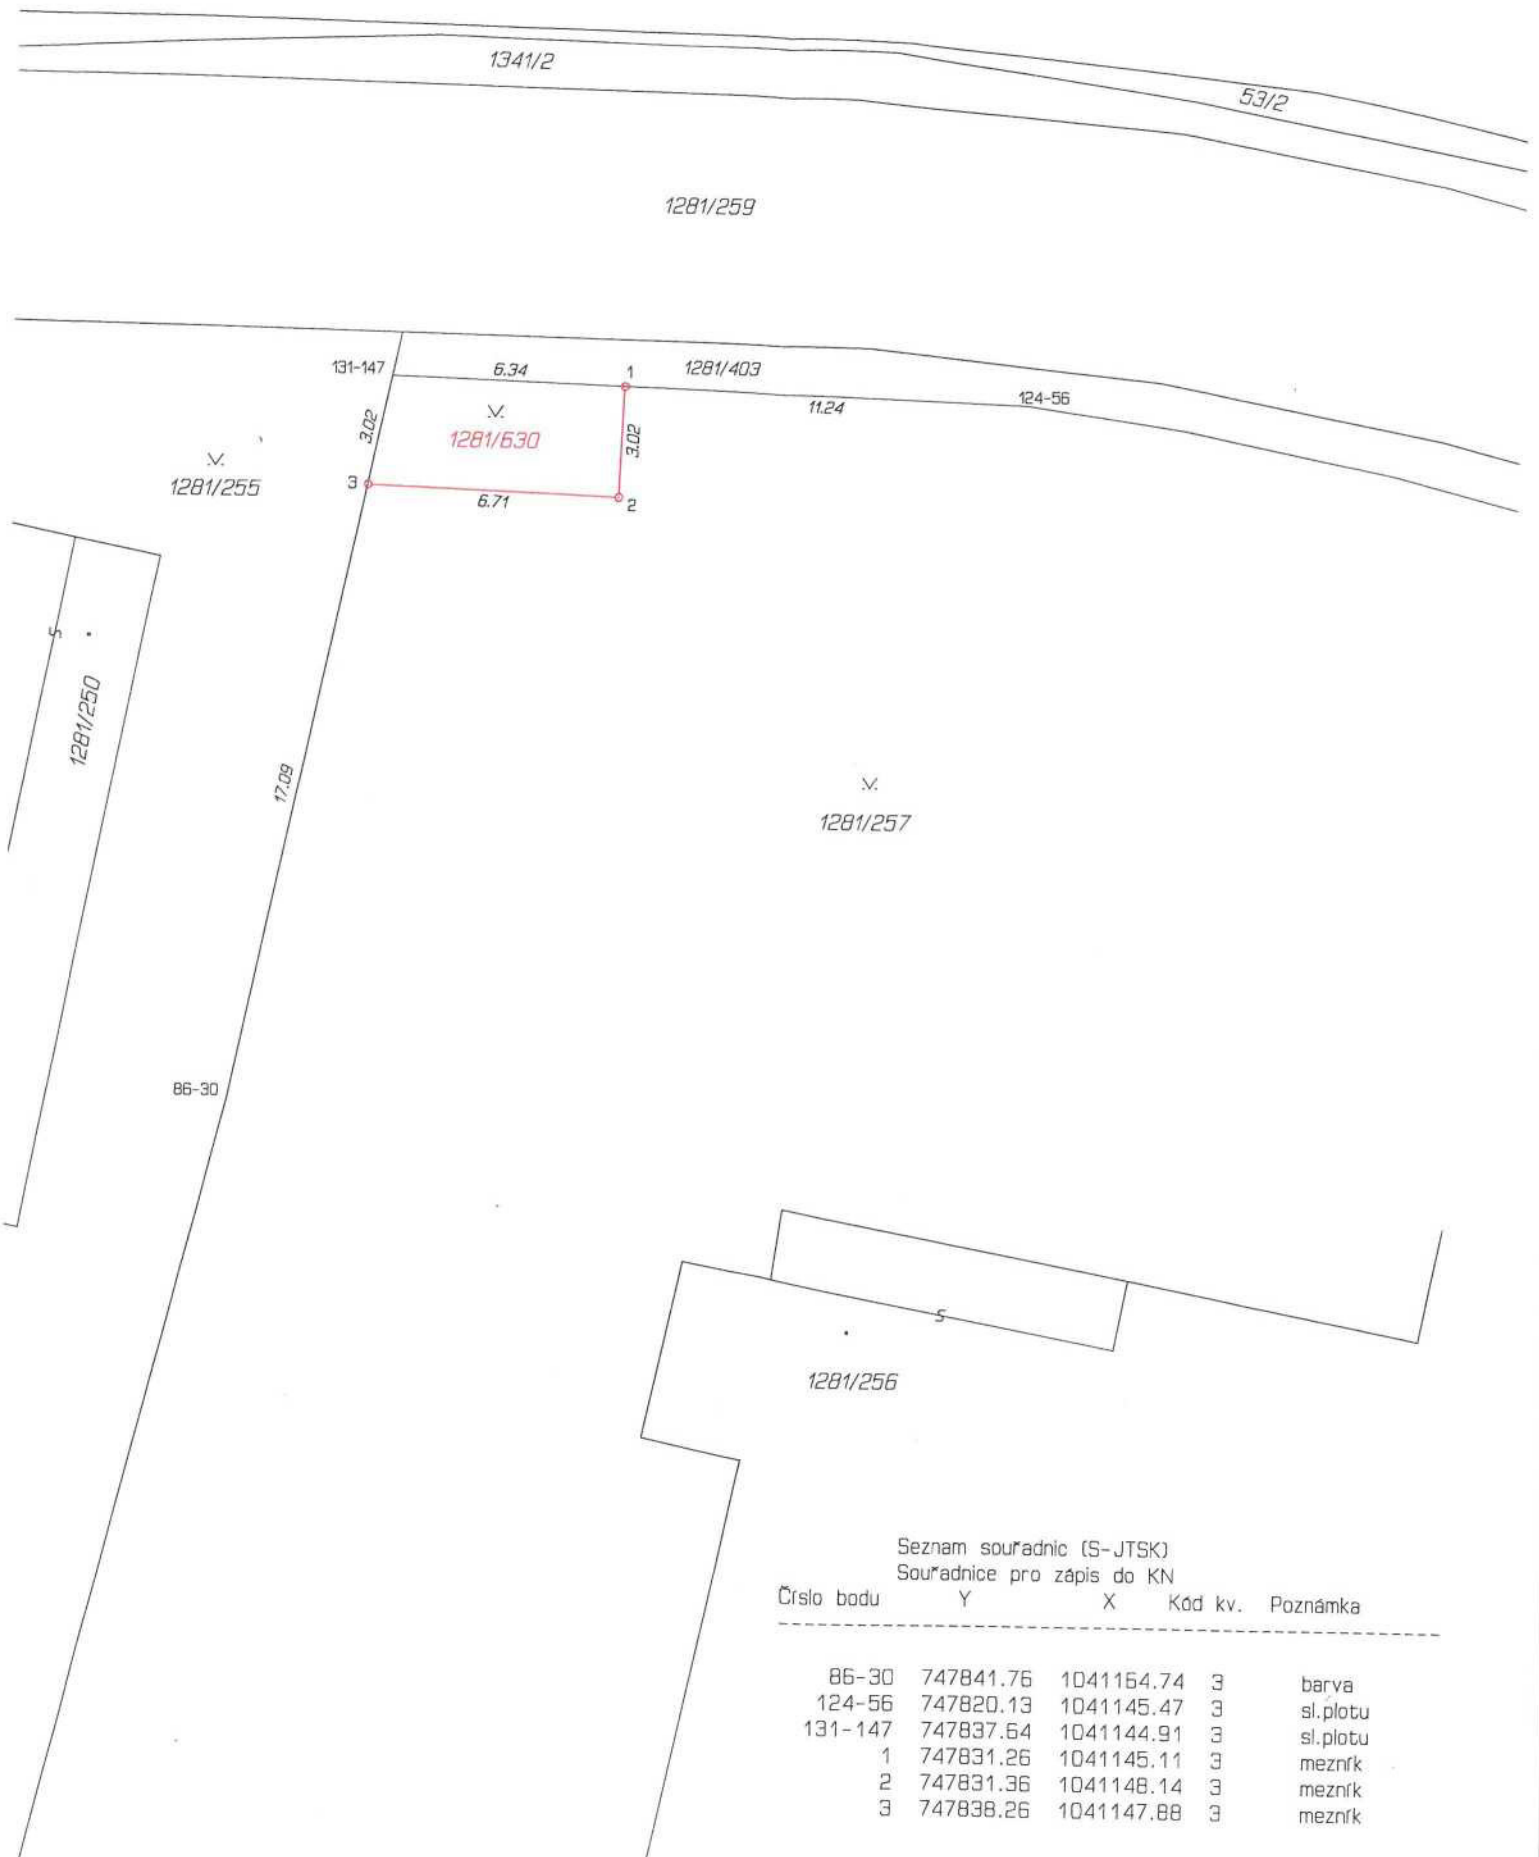 1341/2
53/2
1281/259
131-147
6.34
1
1281/403
11.24
124-56
3.02
1281/630
3.02
1281/255
3
6.71
2
1281/250
17.09
1281/257
86-30
1281/256
Seznam souřadnic (S-JTSK)
Souřadnice pro zápis do KN
Číslo bodu Y X Kód kv. Poznámka
86-30 747841.76 1041164.74 3 barva
124-56 747820.13 1041145.47 3 sl.plotu
131-147 747837.64 1041144.91 3 sl.plotu
1 747831.26 1041145.11 3 mezník
2 747831.36 1041148.14 3 mezník
3 747838.26 1041147.88 3 mezník